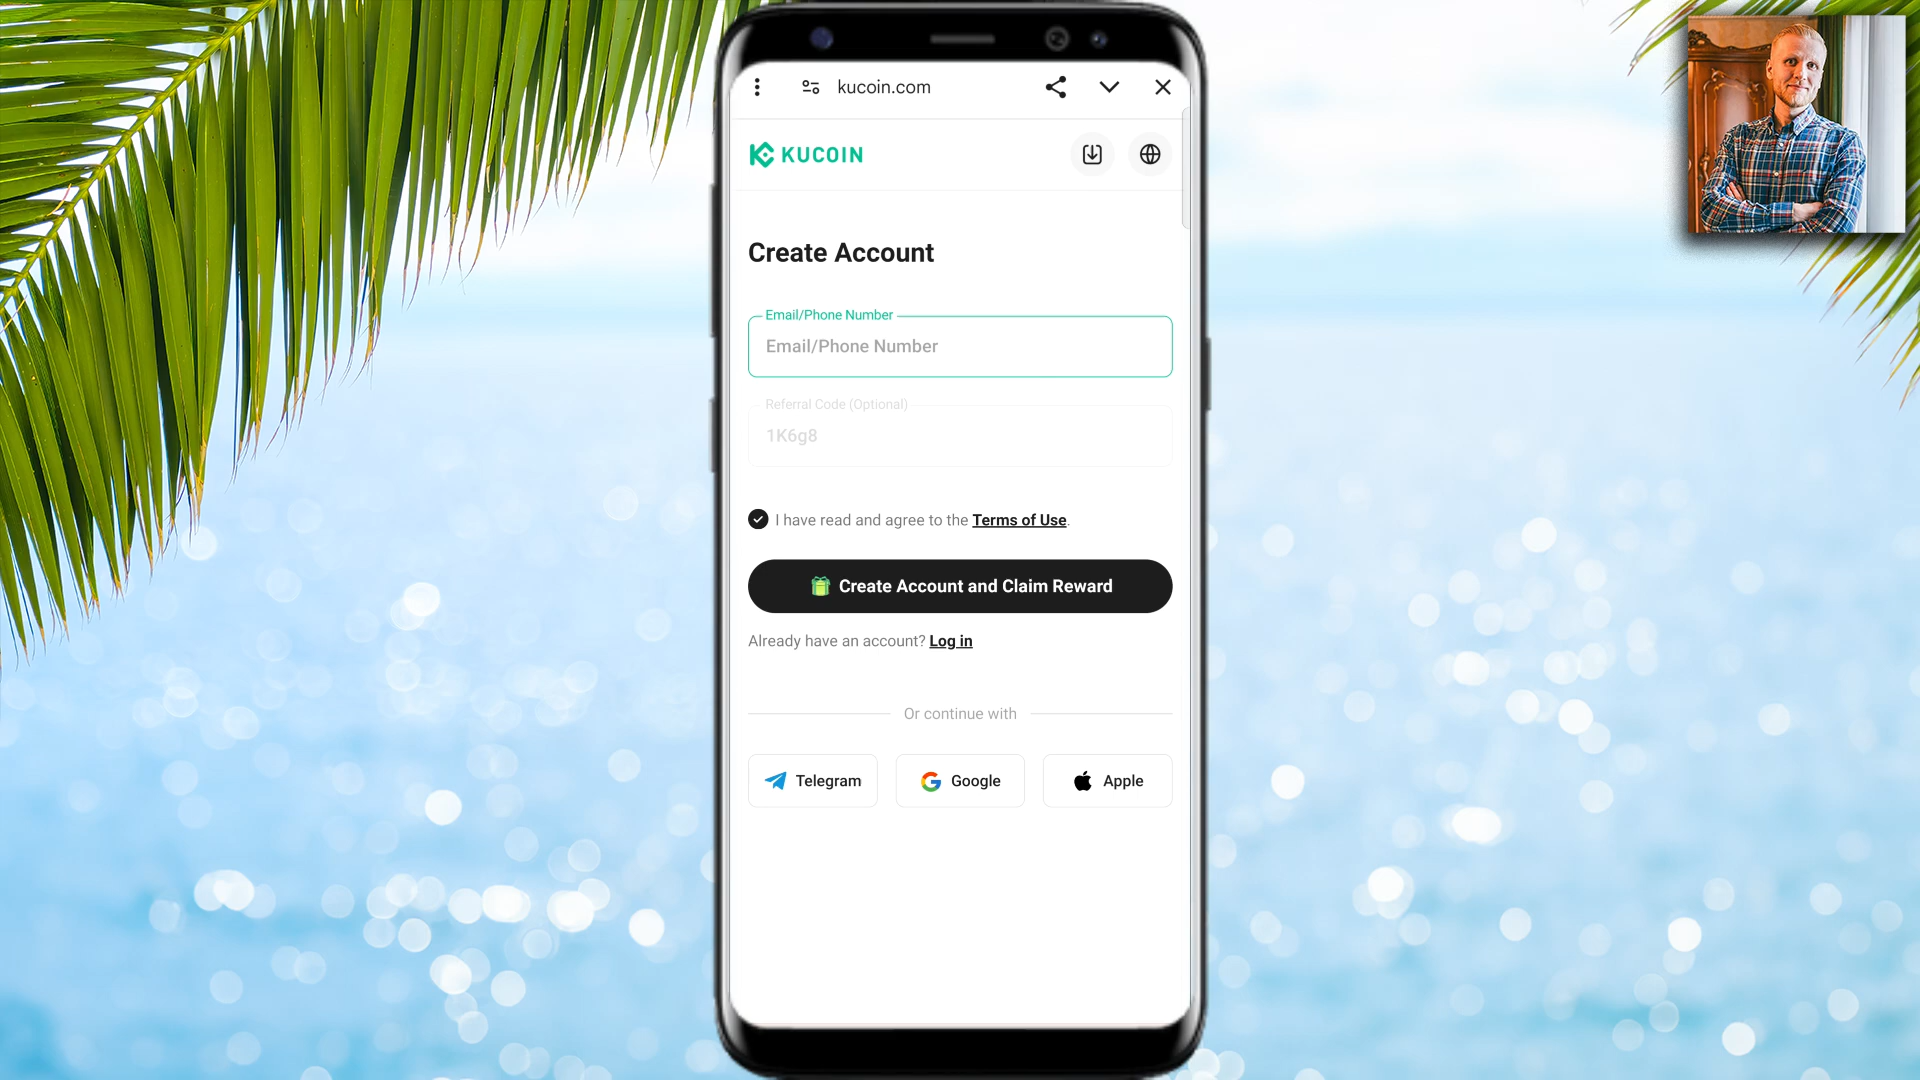 kucoin.com
KUCOIN
Create Account
Email/Phone Number
Email/Phone Number
Referral Code (Optional)
1K6g8
I have read and agree to the Terms of Use.
Create Account and Claim Reward
Already have an account? Log in
Or continue with
Telegram
Google
Apple